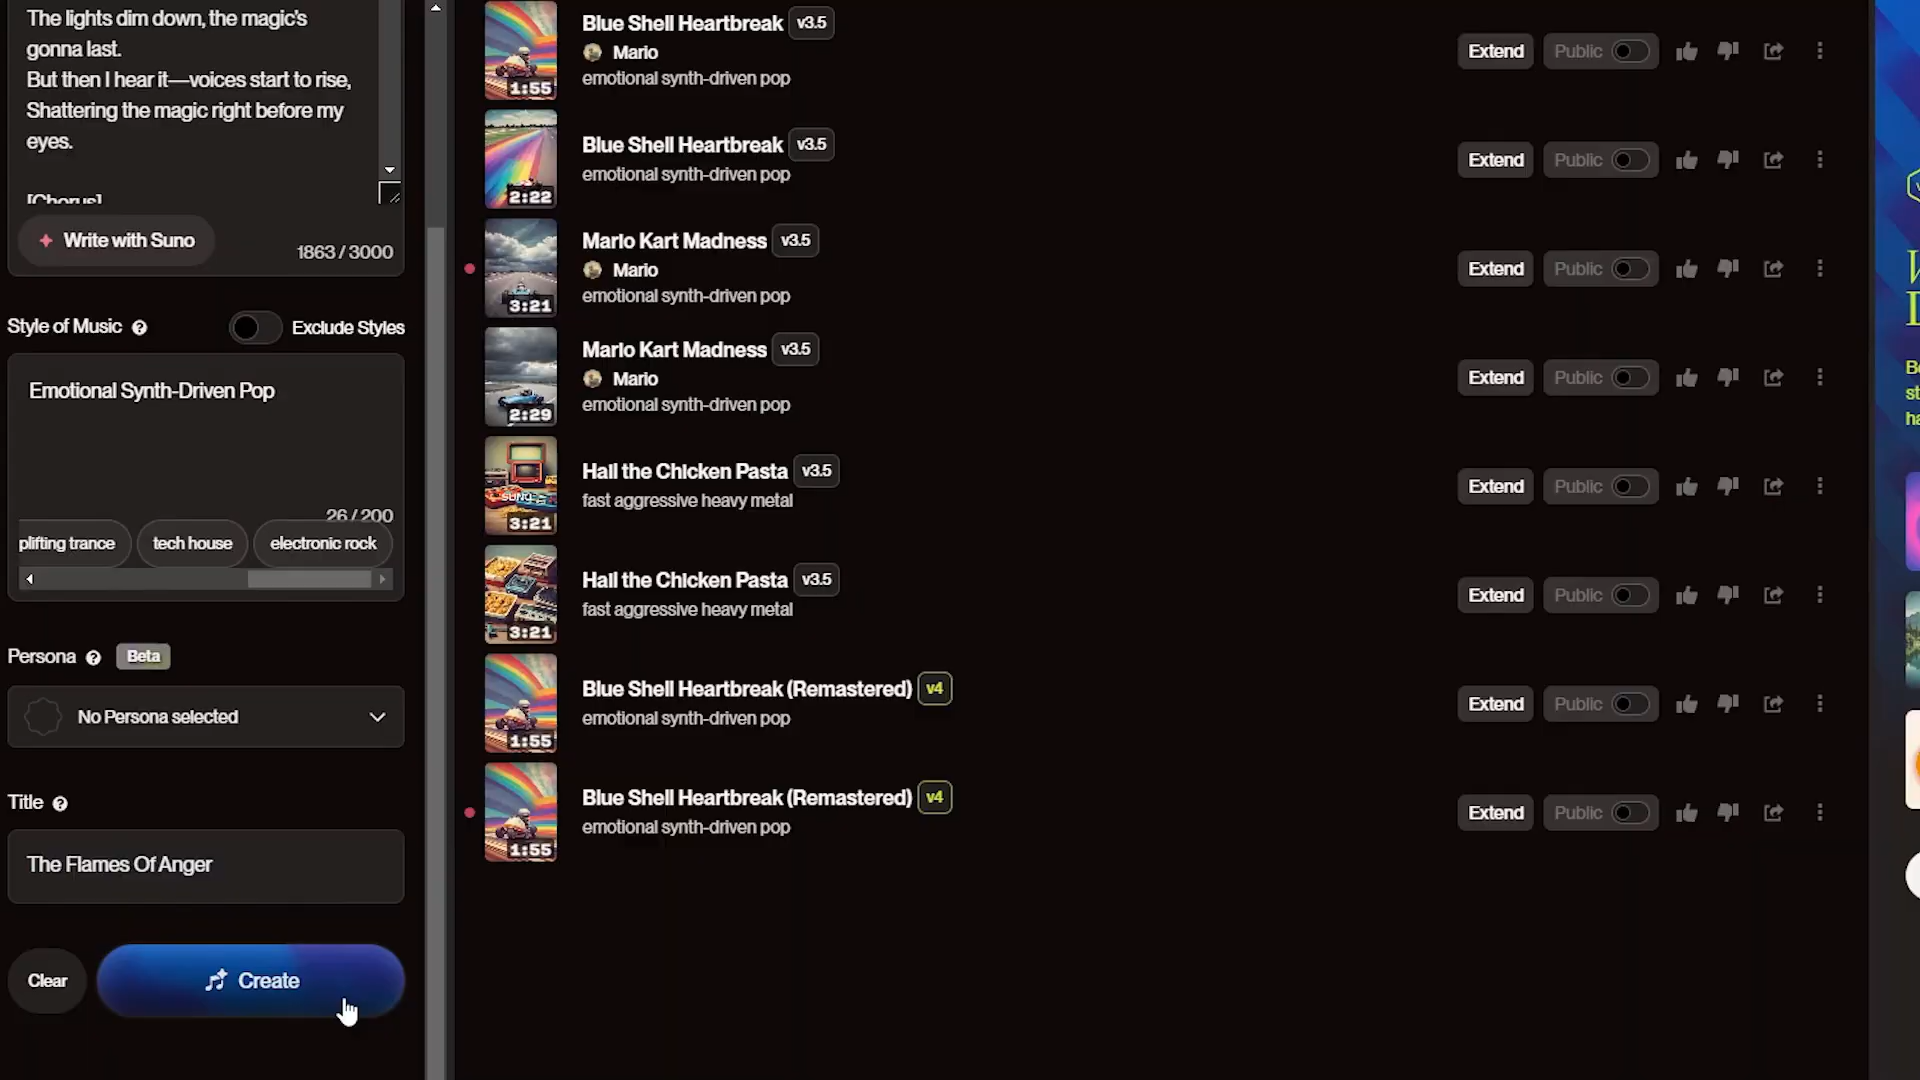 The lights dim down, the magic's
gonna last.
But then I hear it—voices start to rise,
Shattering the magic right before my
eyes.
[Chorus]
Write with Suno
1863 / 3000
Style of Music
Exclude Styles
Emotional Synth-Driven Pop
26 / 200
plifting trance
tech house
electronic rock
Persona
Beta
No Persona selected
Title
The Flames Of Anger
Clear
Create
1:55
Blue Shell Heartbreak v3.5
Mario
emotional synth-driven pop
Extend
Public
2:22
Blue Shell Heartbreak v3.5
emotional synth-driven pop
Extend
Public
3:21
Mario Kart Madness v3.5
Mario
emotional synth-driven pop
Extend
Public
2:29
Mario Kart Madness v3.5
Mario
emotional synth-driven pop
Extend
Public
SUNO
3:21
Hail the Chicken Pasta v3.5
fast aggressive heavy metal
Extend
Public
3:21
Hail the Chicken Pasta v3.5
fast aggressive heavy metal
Extend
Public
1:55
Blue Shell Heartbreak (Remastered) v4
emotional synth-driven pop
Extend
Public
1:55
Blue Shell Heartbreak (Remastered) v4
emotional synth-driven pop
Extend
Public